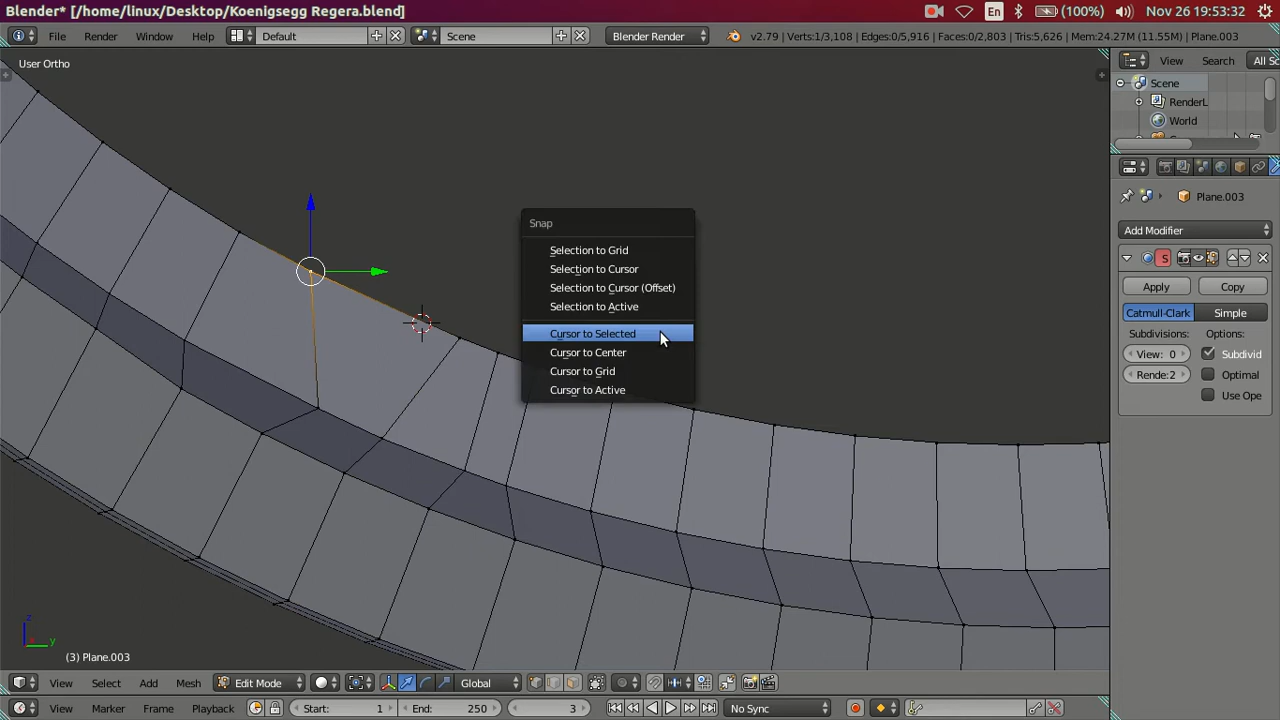 Blender* [/home/linux/Desktop/Koenigsegg Regera.blend]
En
(100%)
Nov 26 19:53:32
File
Render
Window
Help
Default
Scene
Blender Render
v2.79 | Verts:1/3,108 | Edges:0/5,916 | Faces:0/2,803 | Tris:5,626 | Mem:24.27M (11.55M) | Plane.003
User Ortho
View
Search
All Sc
Scene
RenderL
World
Plane.003
Add Modifier
S
Apply
Copy
Catmull-Clark
Simple
Subdivisions:
Options:
View: 0
Subdivid
Rende:2
Optimal
Use Ope
Snap
Selection to Grid
Selection to Cursor
Selection to Cursor (Offset)
Selection to Active
Cursor to Selected
Cursor to Center
Cursor to Grid
Cursor to Active
z
y
(3) Plane.003
View
Select
Add
Mesh
Edit Mode
Global
View
Marker
Frame
Playback
Start: 1
End: 250
3
No Sync